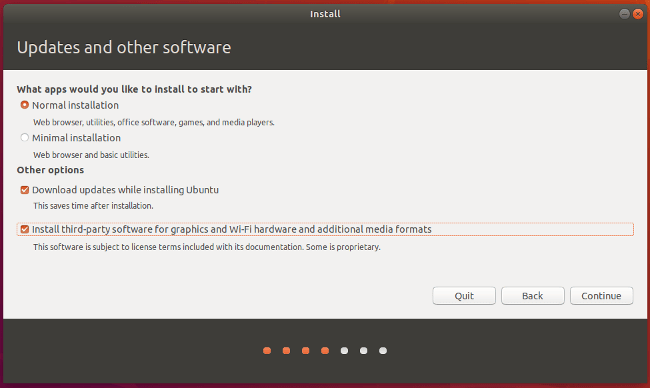 Install
Updates and other software
What apps would you like to install to start with?
Normal installation
Web browser, utilities, office software, games, and media players.
Minimal installation
Web browser and basic utilities.
Other options
Download updates while installing Ubuntu
This saves time after installation.
Install third-party software for graphics and Wi-Fi hardware and additional media formats
This software is subject to license terms included with its documentation. Some is proprietary.
Quit
Back
Continue